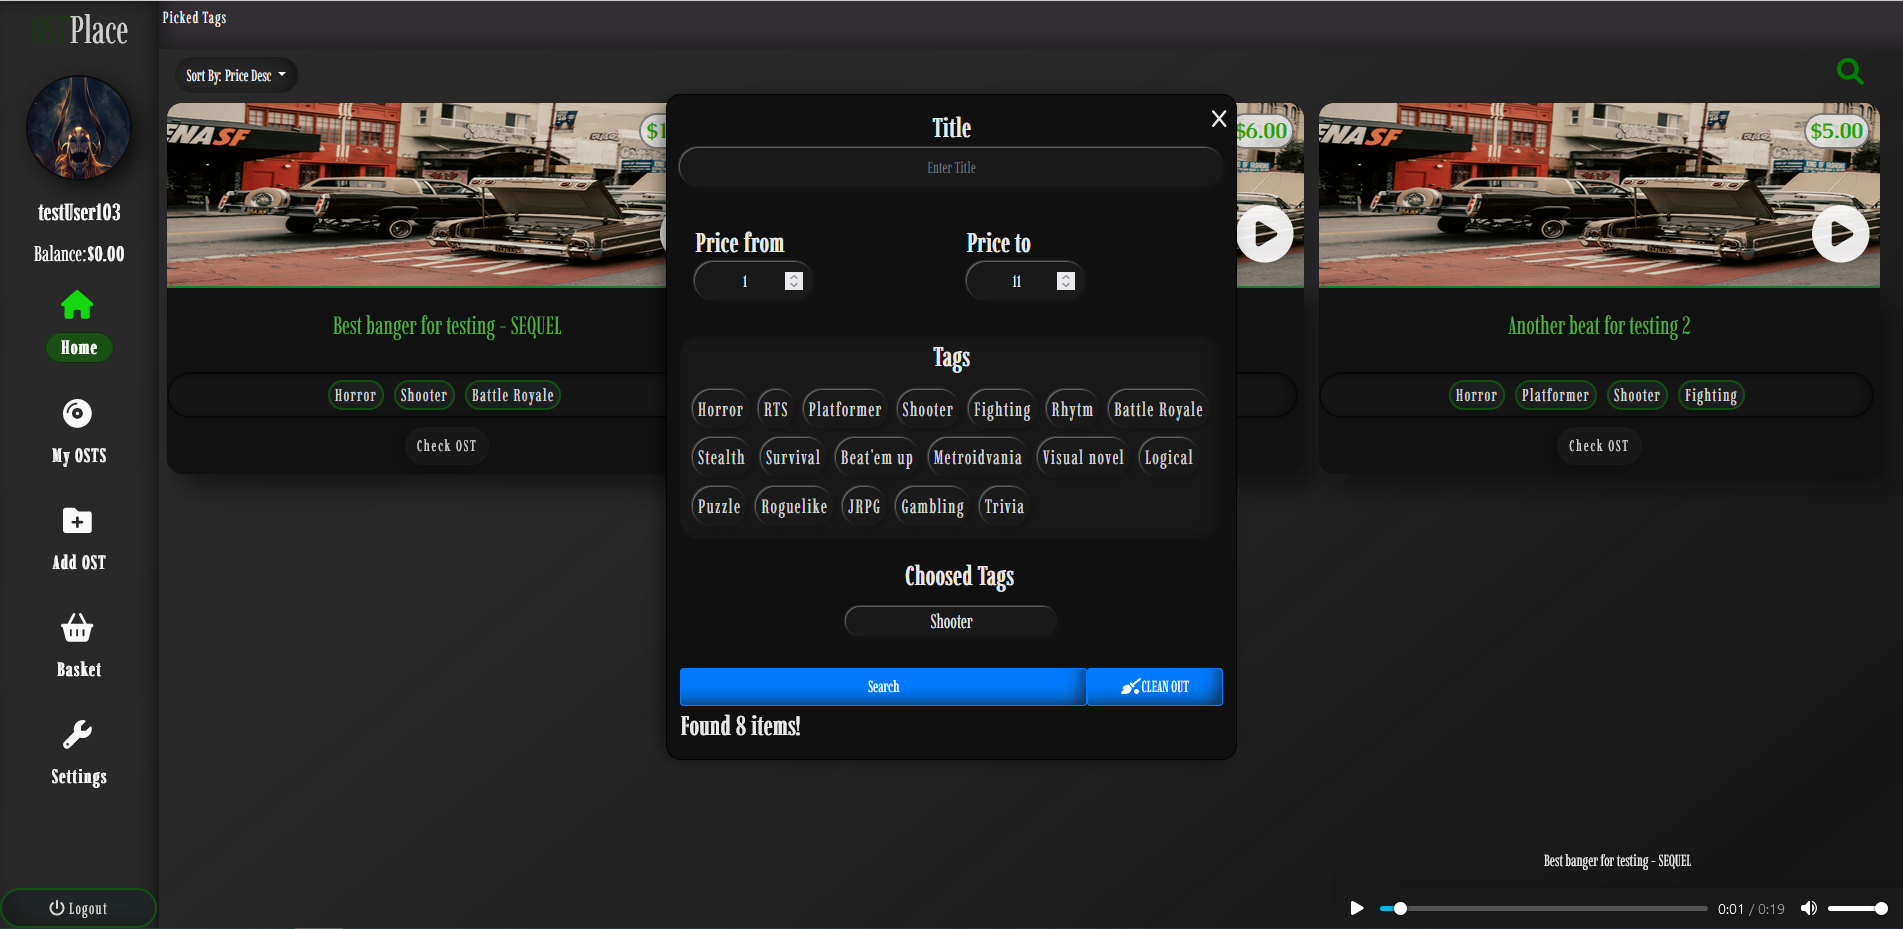 OSTPlace
testUser103
Balance:$0.00
Home
My OSTS
Add OST
Basket
Settings
Logout
Picked Tags
Sort By: Price Desc
ENASF
$1
Best banger for testing - SEQUEL
Horror Shooter Battle Royale
Check OST
$6.00
ENASF
$5.00
Another beat for testing 2
Horror Platformer Shooter Fighting
Check OST
X
Title
Enter Title
Price from Price to
1 11
Tags
Horror RTS Platformer Shooter Fighting Rhytm Battle Royale
Stealth Survival Beat'em up Metroidvania Visual novel Logical
Puzzle Roguelike JRPG Gambling Trivia
Choosed Tags
Shooter
Search CLEAN OUT
Found 8 items!
Best banger for testing - SEQUEL
0:01 / 0:19